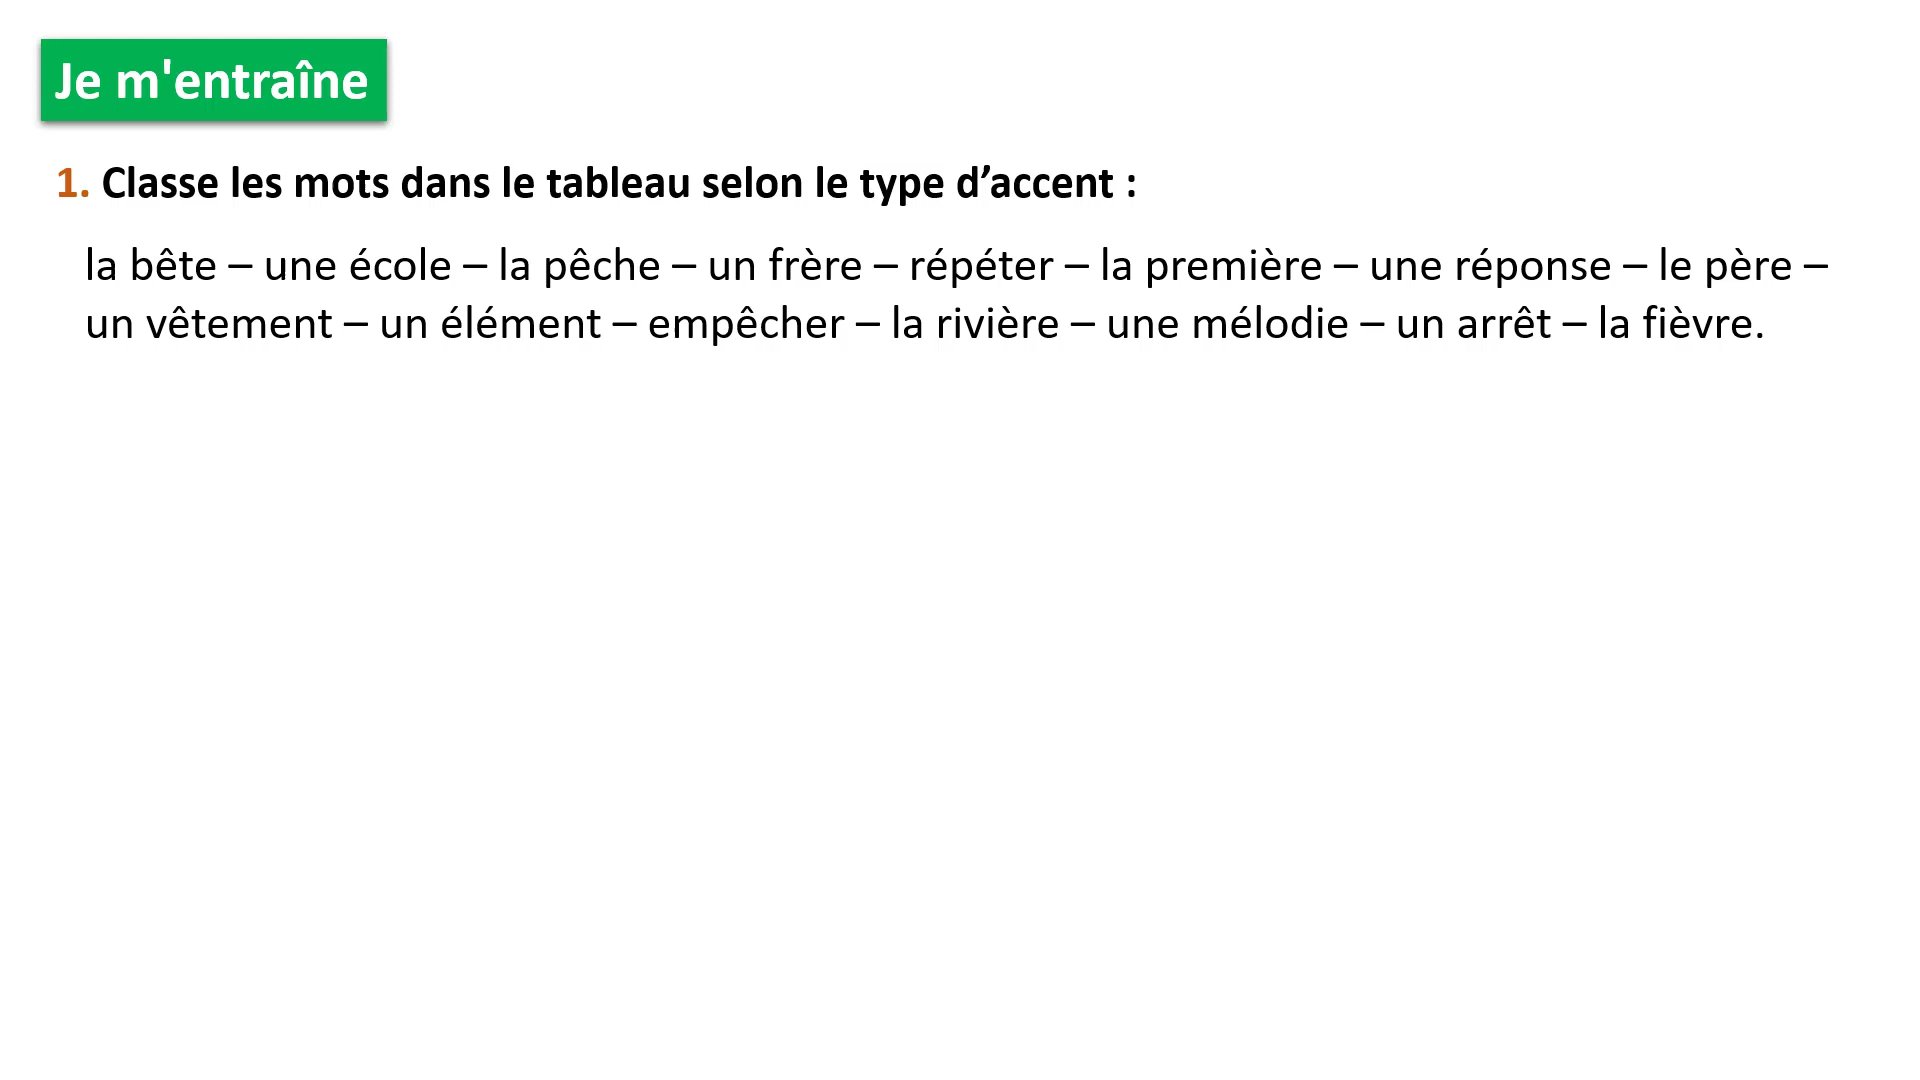 Je m'entraîne
1. Classe les mots dans le tableau selon le type d’accent :
la bête – une école – la pêche – un frère – répéter – la première – une réponse – le père –
un vêtement – un élément – empêcher – la rivière – une mélodie – un arrêt – la fièvre.